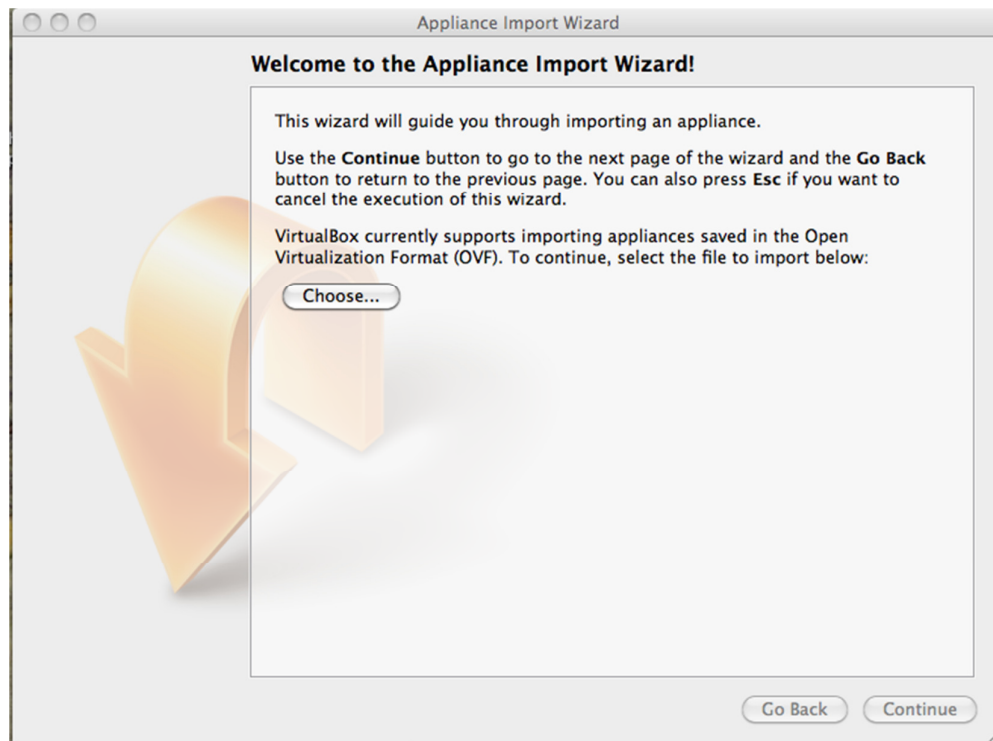 Appliance Import Wizard
Welcome to the Appliance Import Wizard!
This wizard will guide you through importing an appliance.
Use the Continue button to go to the next page of the wizard and the Go Back
button to return to the previous page. You can also press Esc if you want to
cancel the execution of this wizard.
VirtualBox currently supports importing appliances saved in the Open
Virtualization Format (OVF). To continue, select the file to import below:
Choose...
Go Back
Continue